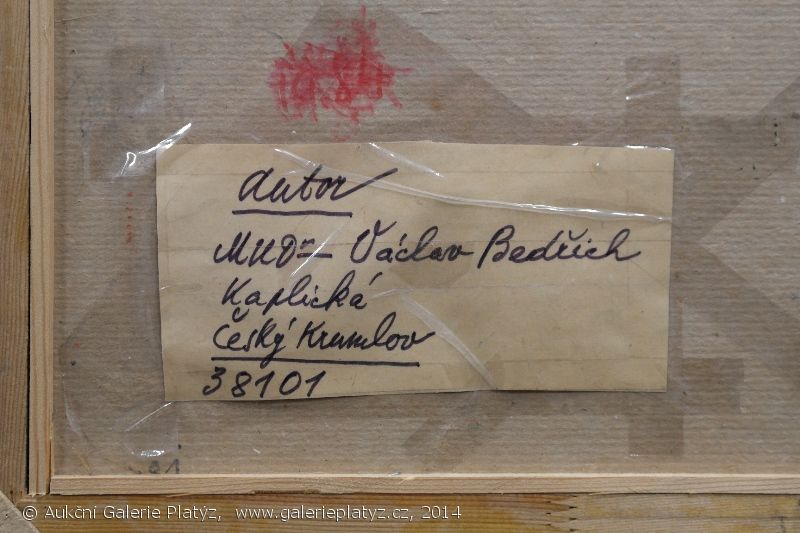 autor
MUDr Václav Bedřich
Kaplická
Český Krumlov
38101
© Aukční Galerie Platýz, www.galerieplatyz.cz, 2014